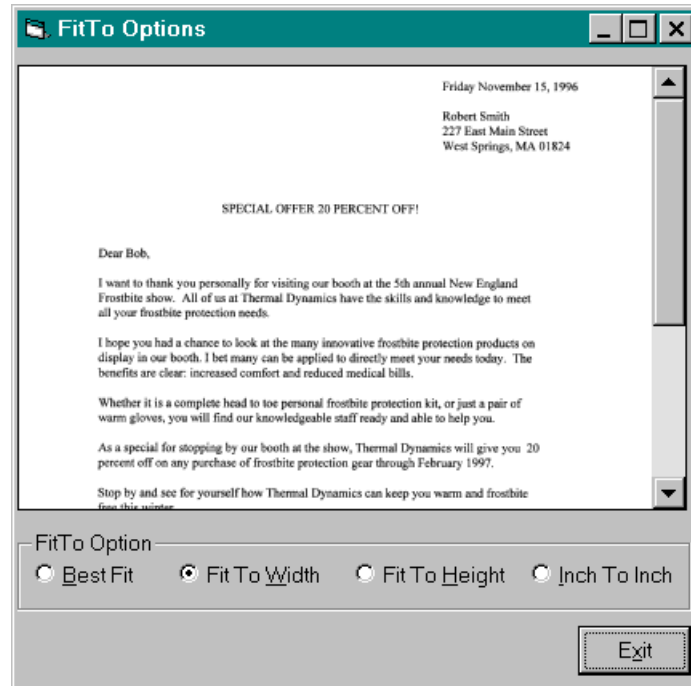 FitTo Options
Friday November 15, 1996
Robert Smith
227 East Main Street
West Springs, MA 01824
SPECIAL OFFER 20 PERCENT OFF!
Dear Bob,
I want to thank you personally for visiting our booth at the 5th annual New England
Frostbite show. All of us at Thermal Dynamics have the skills and knowledge to meet
all your frostbite protection needs.
I hope you had a chance to look at the many innovative frostbite protection products on
display in our booth. I bet many can be applied to directly meet your needs today. The
benefits are clear: increased comfort and reduced medical bills.
Whether it is a complete head to toe personal frostbite protection kit, or just a pair of
warm gloves, you will find our knowledgeable staff ready and able to help you.
As a special for stopping by our booth at the show, Thermal Dynamics will give you 20
percent off on any purchase of frostbite protection gear through February 1997.
Stop by and see for yourself how Thermal Dynamics can keep you warm and frostbite
free this winter
FitTo Option
Best Fit Fit To Width Fit To Height Inch To Inch
Exit